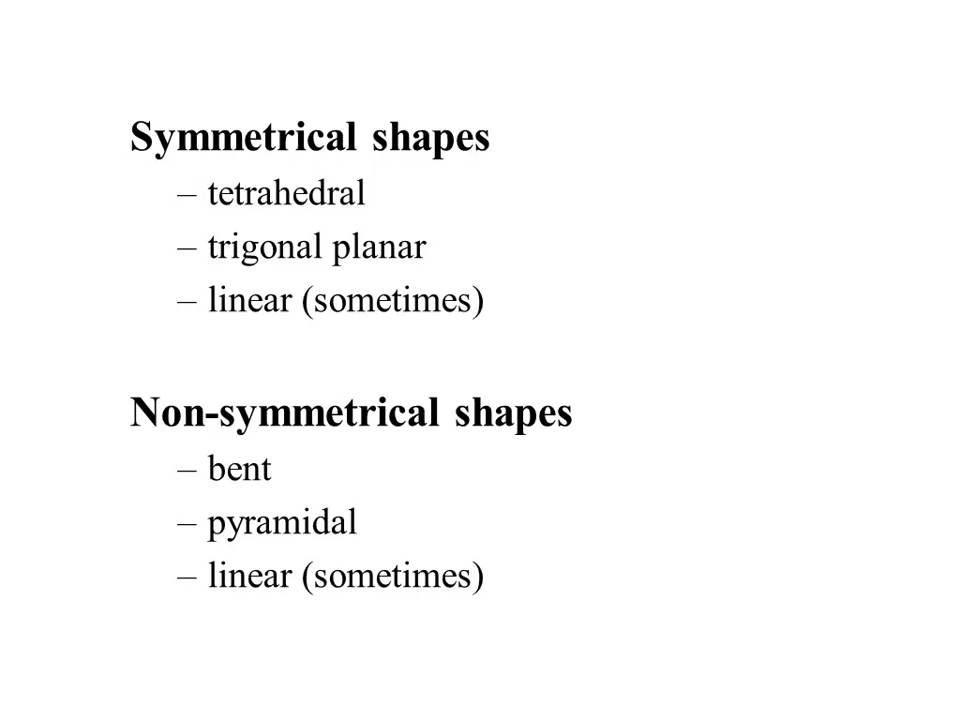 Symmetrical shapes
– tetrahedral
– trigonal planar
– linear (sometimes)
Non-symmetrical shapes
– bent
– pyramidal
– linear (sometimes)